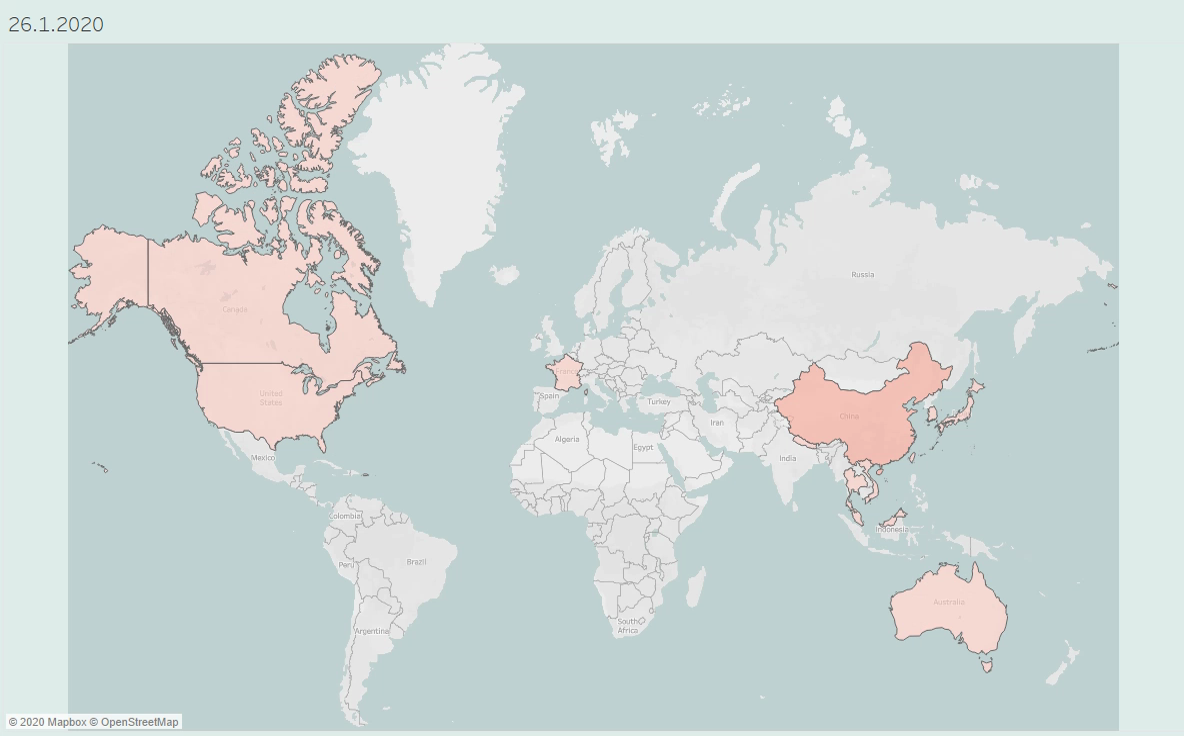 26.1.2020
Russia
Canada
France
United
States
Spain
Turkey
China
Iran
Algeria
Egypt
Mexico
India
Colombia
Indonesia
Peru
Brazil
Australia
South
Africa
Argentina
© 2020 Mapbox © OpenStreetMap